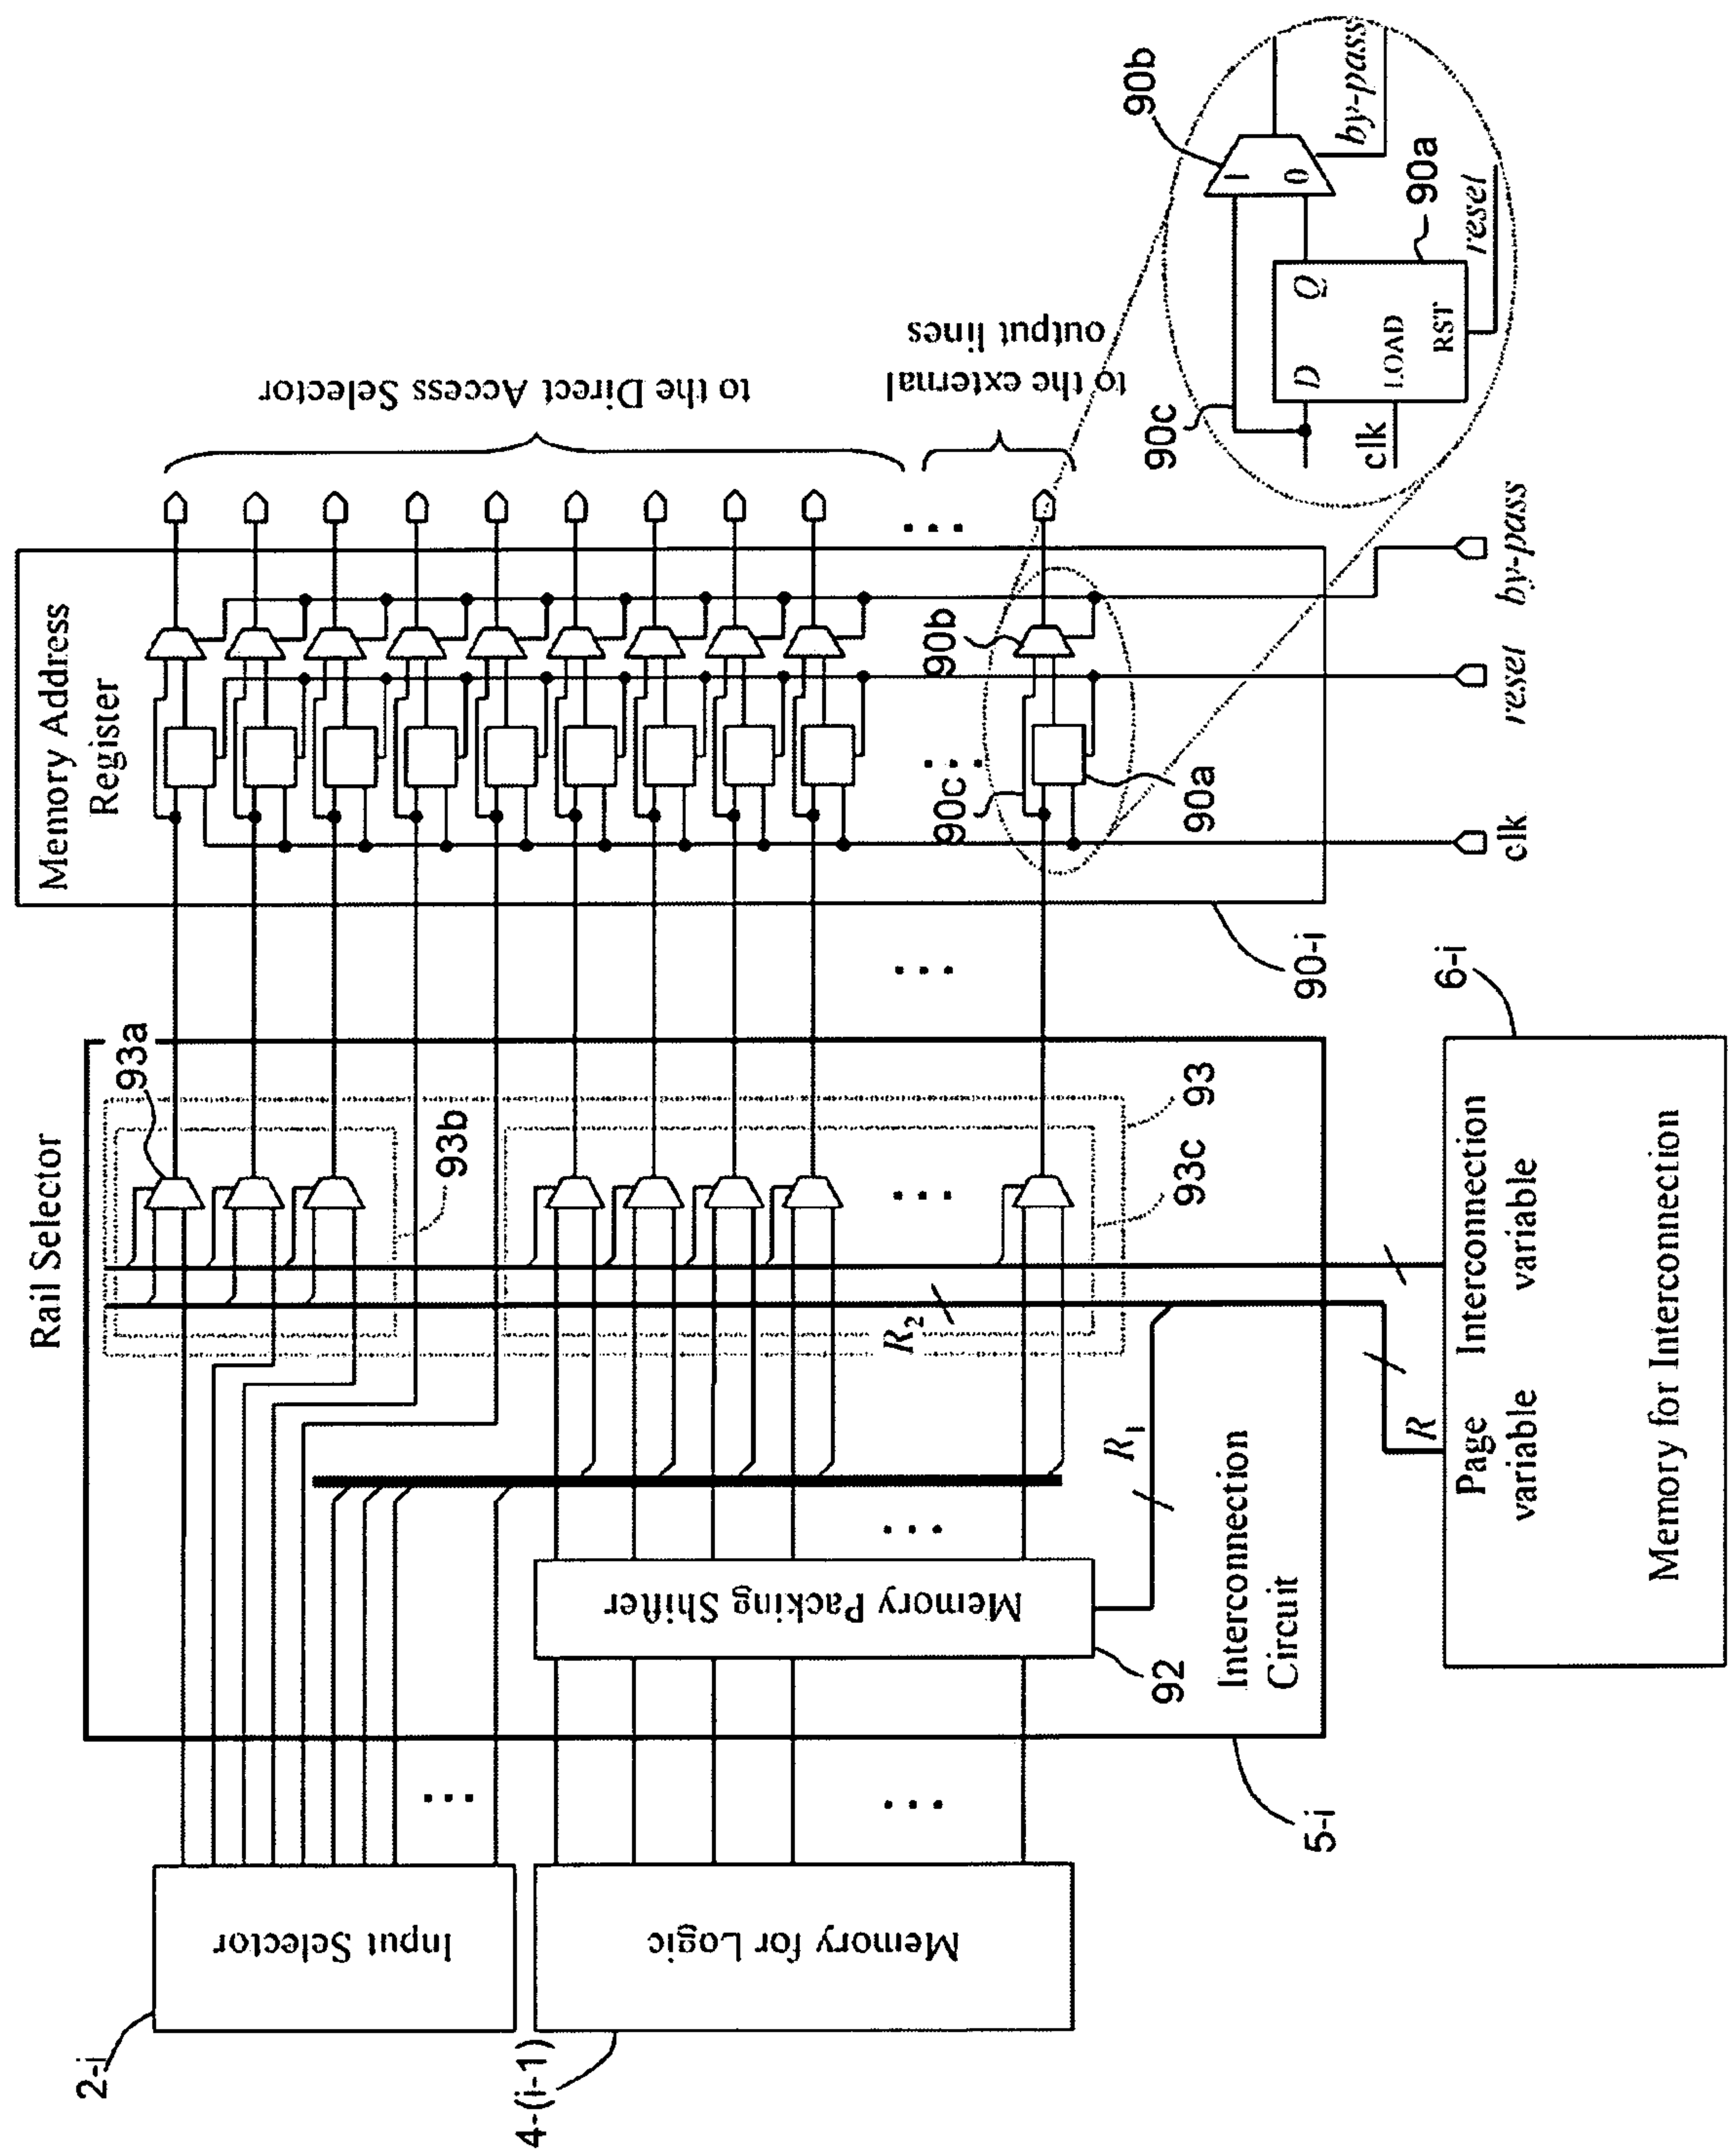 Memory Address
Register
Rail Selector
93a
93b
93
93c
R2
R1
R
Input Selector
2-i
Memory for Logic
4-(i-1)
Memory Packing Shifter
92
Interconnection
Circuit
5-i
Page
variable
Interconnection
variable
Memory for Interconnection
6-i
90-i
90c
90b
90a
clk
reset
by-pass
to the Direct Access Selector
to the external
output lines
90b
90c
90a
1
0
by-pass
D
Q
LOAD
RST
clk
reset
...
...
...
...
...
...
...
...